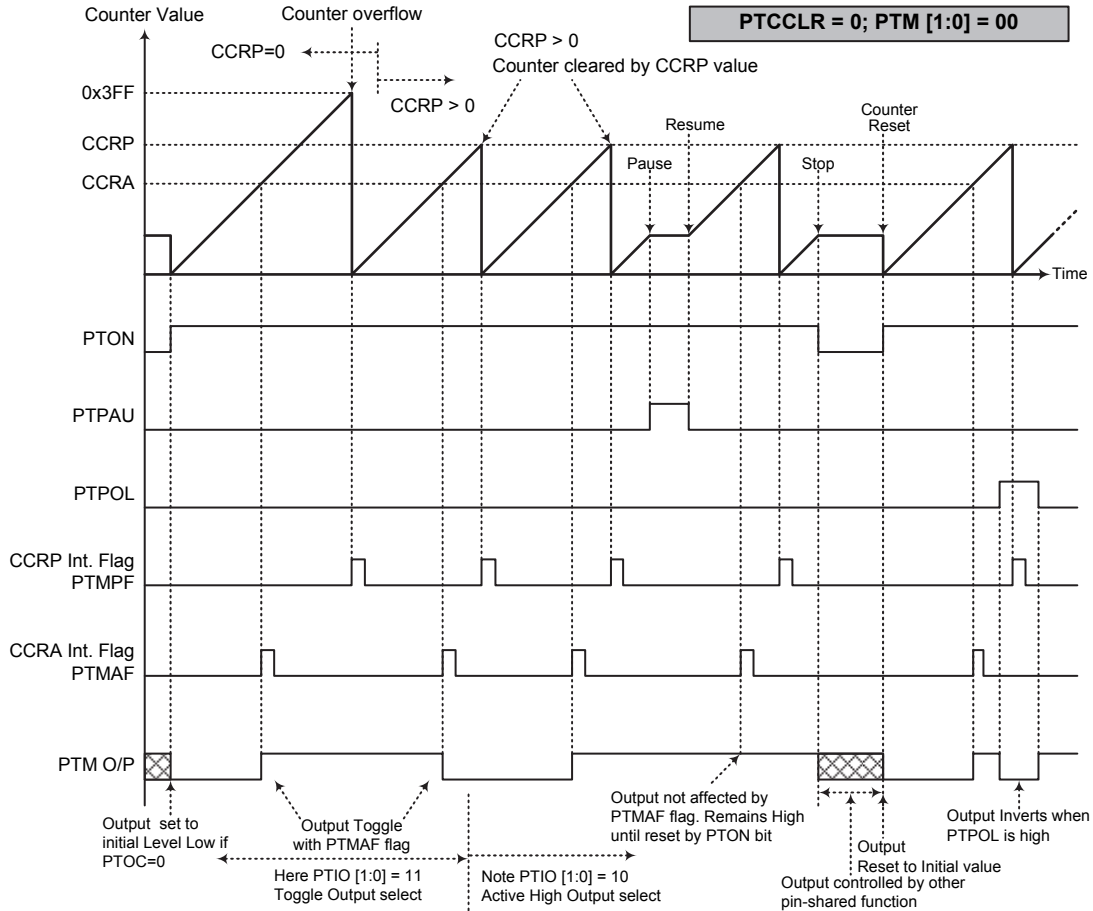 Counter Value
Counter overflow
PTCCLR = 0; PTM [1:0] = 00
CCRP=0
CCRP > 0
CCRP > 0
Counter cleared by CCRP value
0x3FF
CCRP
CCRA
Pause
Resume
Stop
Counter
Reset
Time
PTON
PTPAU
PTPOL
CCRP Int. Flag
PTMPF
CCRA Int. Flag
PTMAF
PTM O/P
Output set to
initial Level Low if
PTOC=0
Output Toggle
with PTMAF flag
Here PTIO [1:0] = 11
Toggle Output select
Note PTIO [1:0] = 10
Active High Output select
Output not affected by
PTMAF flag. Remains High
until reset by PTON bit
Output
Reset to Initial value
Output controlled by other
pin-shared function
Output Inverts when
PTPOL is high